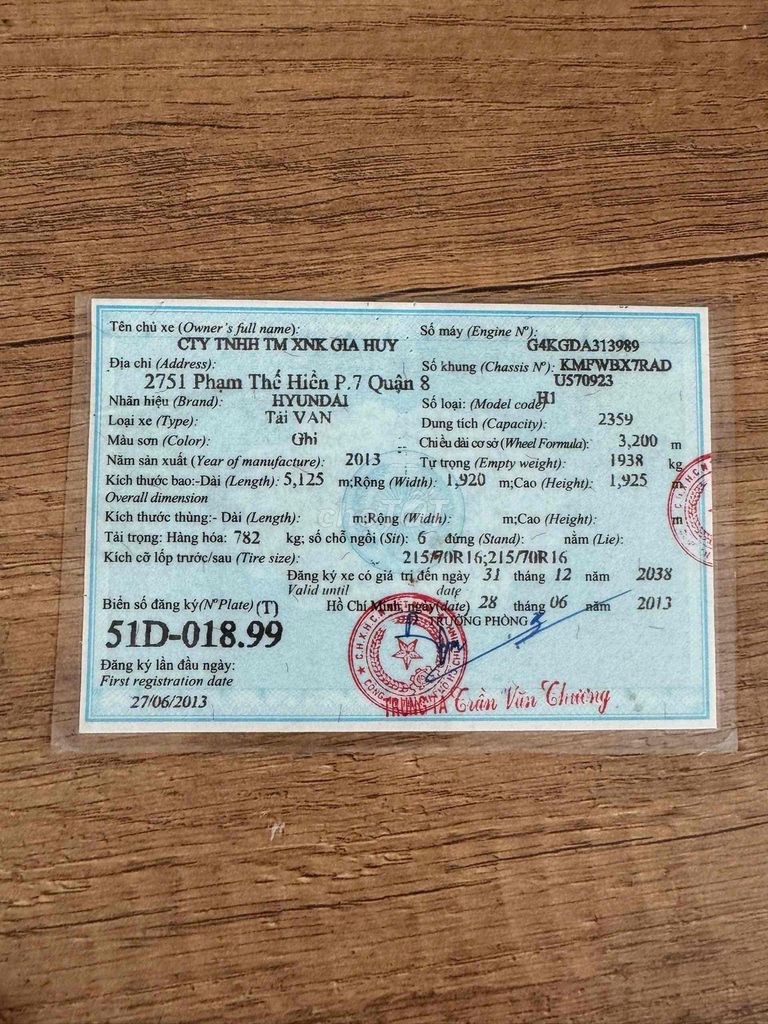 Tên chủ xe (Owner's full name): Số máy (Engine Nº):
CTY TNHH TM XNK GIA HUY G4KGDA313989
Địa chỉ (Address): Số khung (Chassis Nº): KMFWBX7RAD
2751 Phạm Thế Hiển P.7 Quận 8 U570923
Nhãn hiệu (Brand): HYUNDAI Số loại: (Model code) H1
Loại xe (Type): Tải VAN Dung tích (Capacity): 2359
Màu sơn (Color): Ghi Chiều dài cơ sở (Wheel Formula): 3,200 m
Năm sản xuất (Year of manufacture): 2013 Tự trọng (Empty weight): 1938 kg
Kích thước bao:-Dài (Length): 5,125 m;Rộng (Width): 1,920 m;Cao (Height): 1,925 m
Overall dimension
Kích thước thùng:- Dài (Length): m;Rộng (Width): m;Cao (Height): m
Tải trọng: Hàng hóa: 782 kg; số chỗ ngồi (Sit): 6 đứng (Stand): nằm (Lie):
Kích cỡ lốp trước/sau (Tire size): 215/70R16;215/70R16
Đăng ký xe có giá trị đến ngày 31 tháng 12 năm 2038
Valid until date
Biển số đăng ký(NºPlate) (T) Hồ Chí Minh, ngày(date) 28 tháng 06 năm 2013
TRƯỞNG PHÒNG
51D-018.99
Đăng ký lần đầu ngày:
First registration date
27/06/2013
TRUNG TÁ Trần Văn Thương